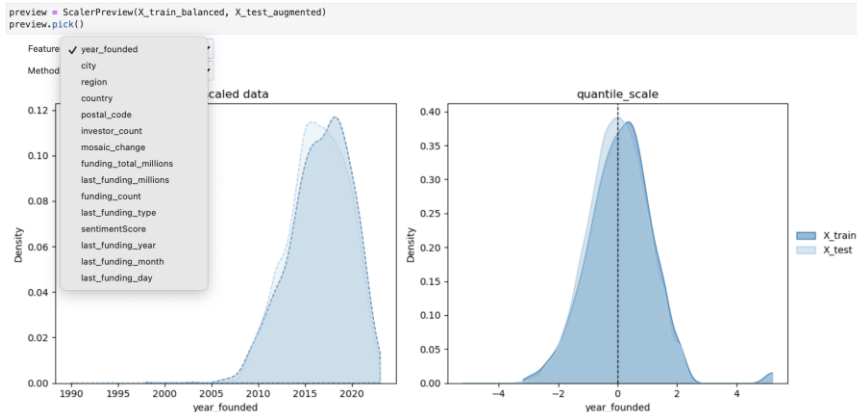 preview = ScalerPreview(X_train_balanced, X_test_augmented)
preview.pick()
Feature
Method
✓ year_founded
city
region
country
postal_code
investor_count
mosaic_change
funding_total_millions
last_funding_millions
funding_count
last_funding_type
sentimentScore
last_funding_year
last_funding_month
last_funding_day
caled data
0.12
0.10
0.08
0.06
0.04
0.02
0.00
Density
1990 1995 2000 2005 2010 2015 2020
year_founded
quantile_scale
0.40
0.35
0.30
0.25
0.20
0.15
0.10
0.05
0.00
Density
−4 −2 0 2 4
year_founded
X_train
X_test